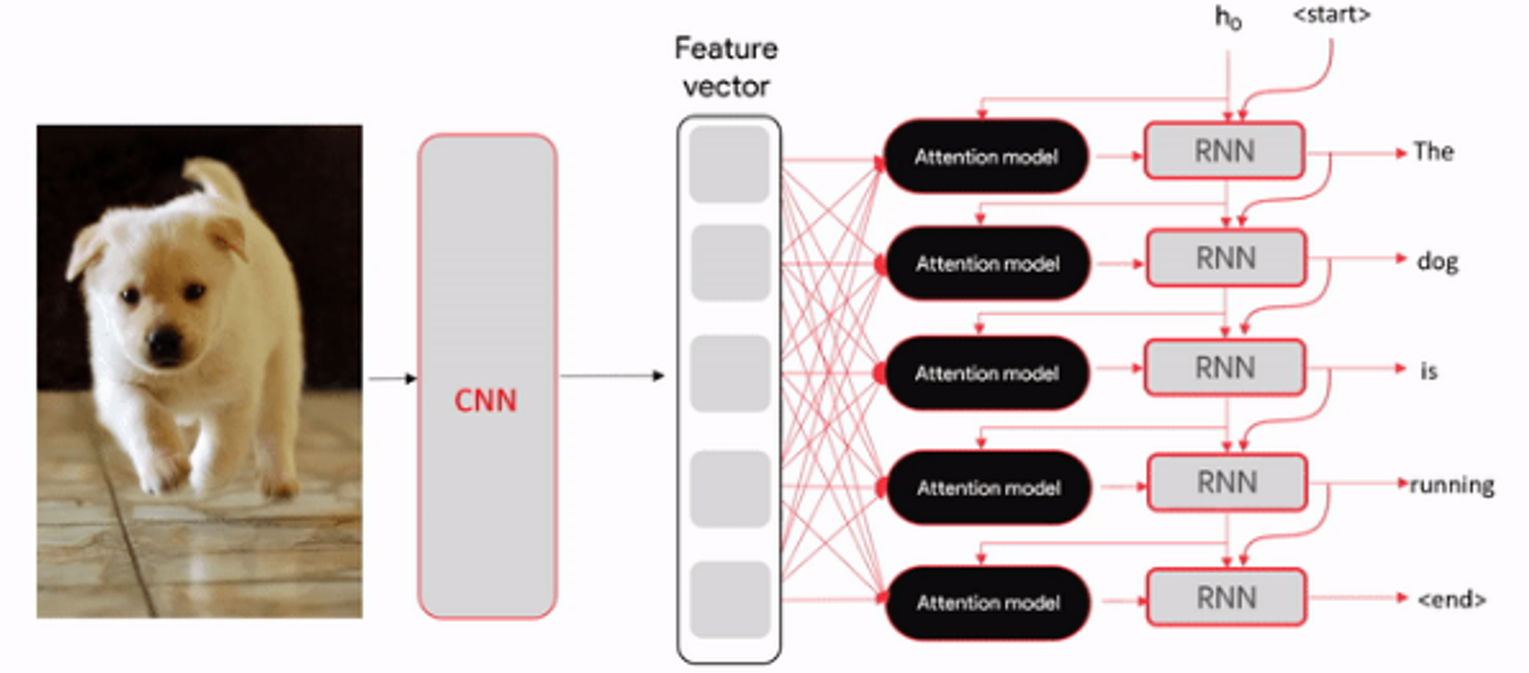 h₀ <start>
Feature
vector
CNN
Attention model RNN The
Attention model RNN dog
Attention model RNN is
Attention model RNN running
Attention model RNN <end>